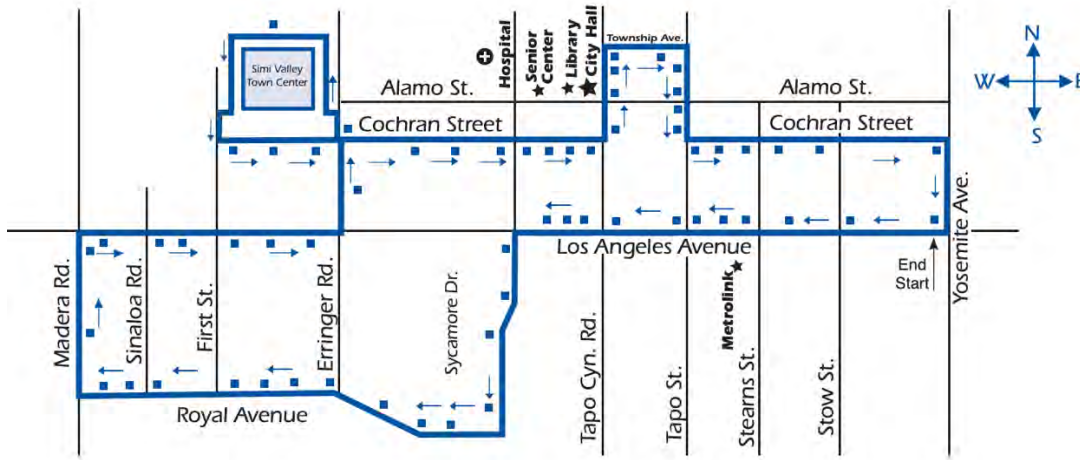 Simi Valley
Town Center
Hospital
Senior
Center
Library
City Hall
Township Ave.
N
W
E
S
Alamo St.
Alamo St.
Cochran Street
Cochran Street
Los Angeles Avenue
End
Start
Yosemite Ave.
Madera Rd.
Sinaloa Rd.
First St.
Erringer Rd.
Sycamore Dr.
Metrolink
Tapo Cyn. Rd.
Tapo St.
Stearns St.
Stow St.
Royal Avenue